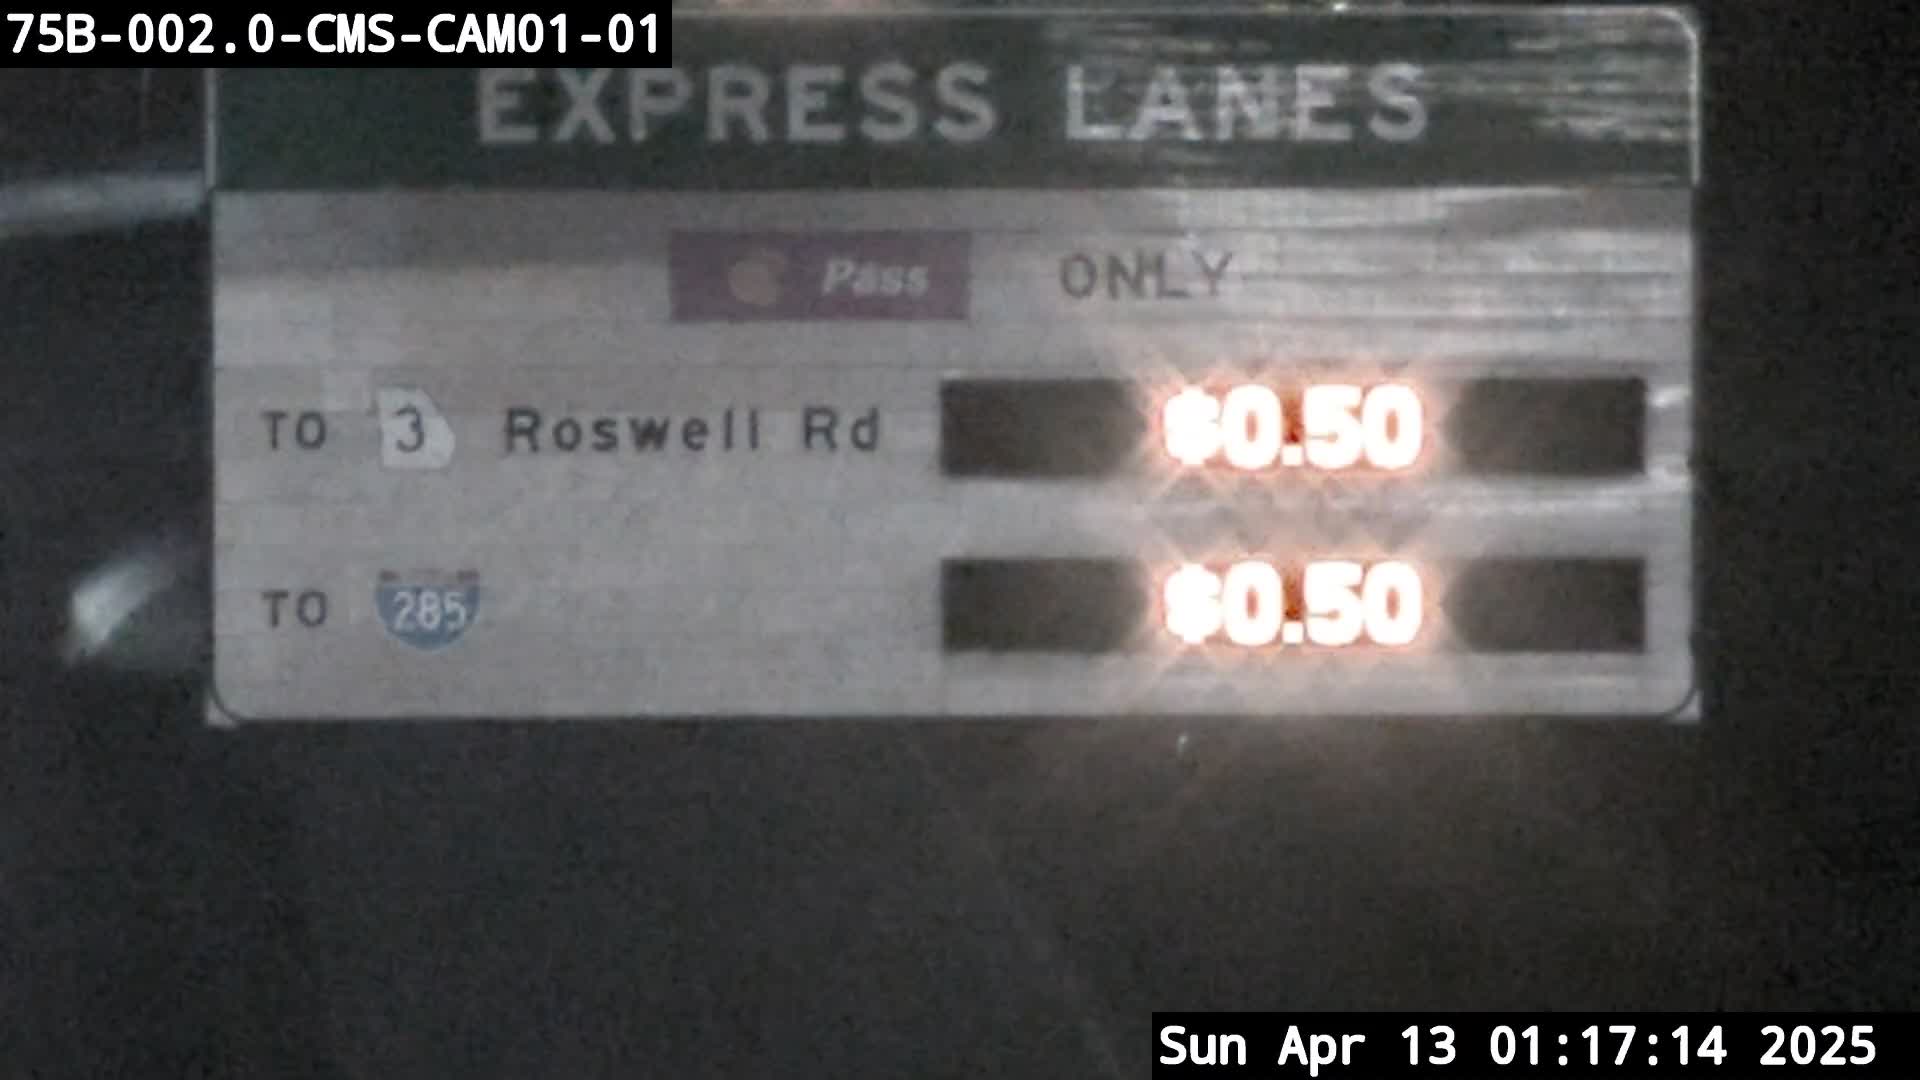 75B-002.0-CMS-CAM01-01
EXPRESS LANES
Pass ONLY
TO 3 Roswell Rd $0.50
TO 285 $0.50
Sun Apr 13 01:17:14 2025